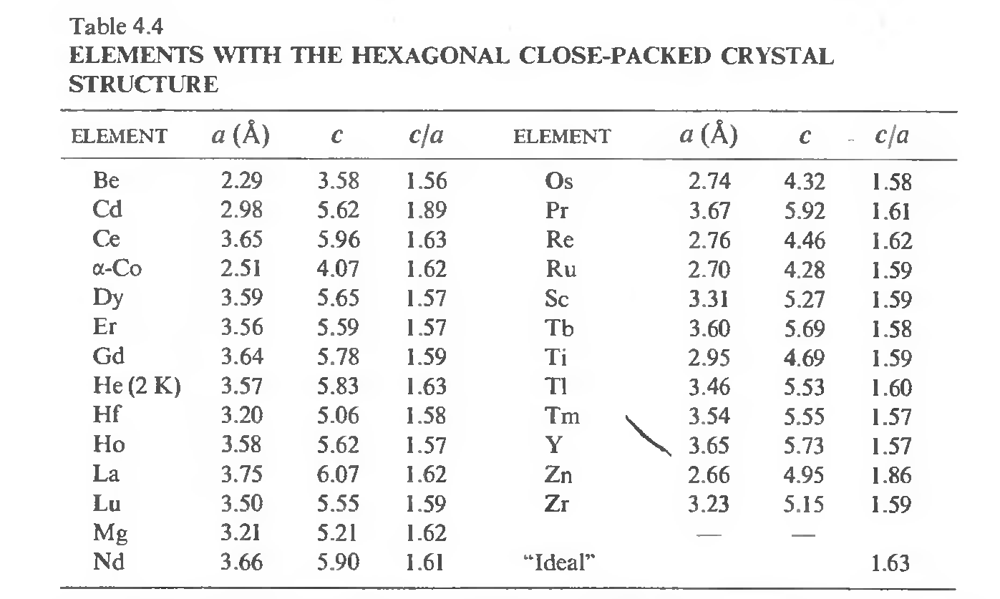 Table 4.4
ELEMENTS WITH THE HEXAGONAL CLOSE-PACKED CRYSTAL
STRUCTURE
ELEMENT a (Å) c c/a ELEMENT a (Å) c c/a
Be 2.29 3.58 1.56 Os 2.74 4.32 1.58
Cd 2.98 5.62 1.89 Pr 3.67 5.92 1.61
Ce 3.65 5.96 1.63 Re 2.76 4.46 1.62
α-Co 2.51 4.07 1.62 Ru 2.70 4.28 1.59
Dy 3.59 5.65 1.57 Sc 3.31 5.27 1.59
Er 3.56 5.59 1.57 Tb 3.60 5.69 1.58
Gd 3.64 5.78 1.59 Ti 2.95 4.69 1.59
He (2 K) 3.57 5.83 1.63 Tl 3.46 5.53 1.60
Hf 3.20 5.06 1.58 Tm 3.54 5.55 1.57
Ho 3.58 5.62 1.57 Y 3.65 5.73 1.57
La 3.75 6.07 1.62 Zn 2.66 4.95 1.86
Lu 3.50 5.55 1.59 Zr 3.23 5.15 1.59
Mg 3.21 5.21 1.62 — —
Nd 3.66 5.90 1.61 “Ideal” 1.63